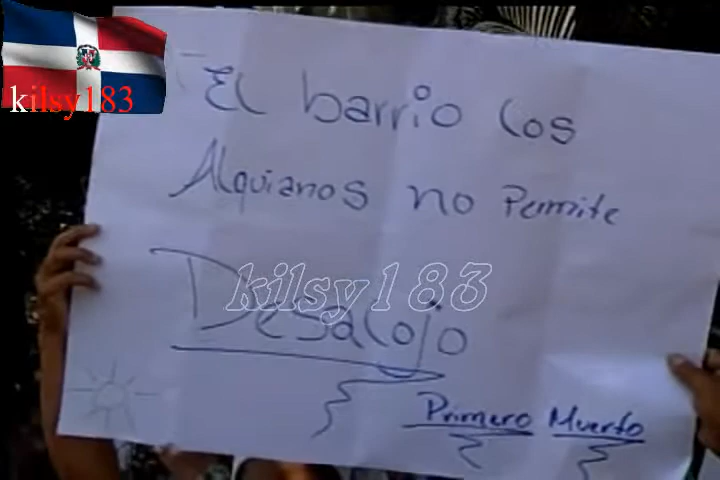 kilsy183
El barrio Los
Alquianos no Permite
Desalojo
kilsy183
Primero Muerto